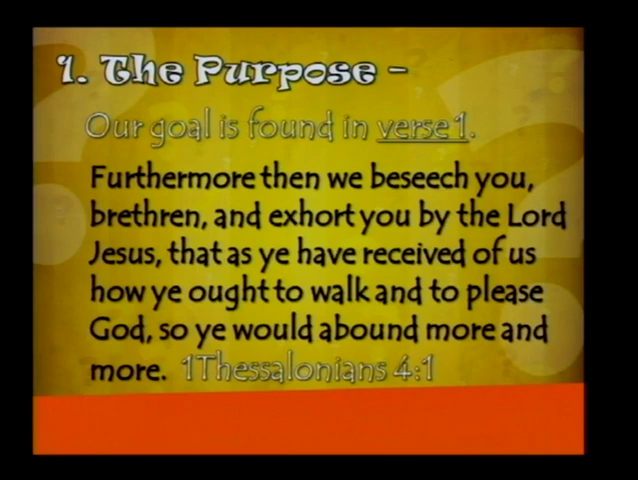 1. The Purpose -
Our goal is found in verse 1.
Furthermore then we beseech you,
brethren, and exhort you by the Lord
Jesus, that as ye have received of us
how ye ought to walk and to please
God, so ye would abound more and
more. 1Thessalonians 4:1